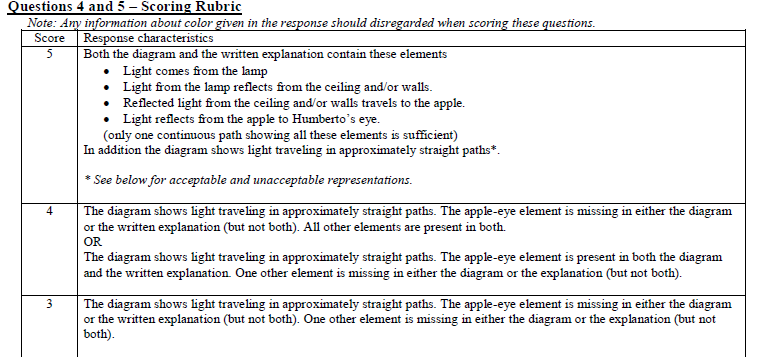 Questions 4 and 5 – Scoring Rubric
Note: Any information about color given in the response should disregarded when scoring these questions.
Score Response characteristics
5 Both the diagram and the written explanation contain these elements
• Light comes from the lamp
• Light from the lamp reflects from the ceiling and/or walls.
• Reflected light from the ceiling and/or walls travels to the apple.
• Light reflects from the apple to Humberto's eye.
(only one continuous path showing all these elements is sufficient)
In addition the diagram shows light traveling in approximately straight paths*.
* See below for acceptable and unacceptable representations.
4 The diagram shows light traveling in approximately straight paths. The apple-eye element is missing in either the diagram
or the written explanation (but not both). All other elements are present in both.
OR
The diagram shows light traveling in approximately straight paths. The apple-eye element is present in both the diagram
and the written explanation. One other element is missing in either the diagram or the explanation (but not both).
3 The diagram shows light traveling in approximately straight paths. The apple-eye element is missing in either the diagram
or the written explanation (but not both). One other element is missing in either the diagram or the explanation (but not
both).